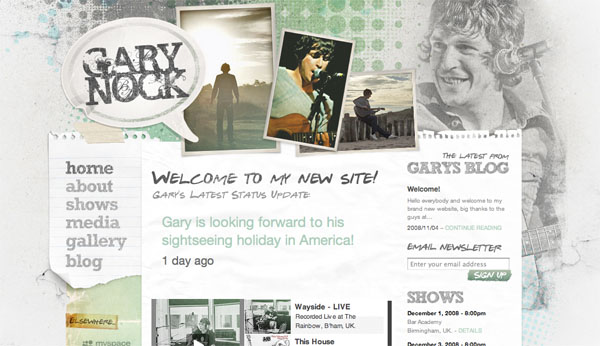 GARY
NOCK
home
about
shows
media
gallery
blog
ELSEWHERE
myspace
WELCOME TO MY NEW SITE!
GARY'S LATEST STATUS UPDATE
Gary is looking forward to his
sightseeing holiday in America!
1 day ago
Wayside - LIVE
Recorded Live at The
Rainbow, B'ham, UK.
This House
THE LATEST FROM
GARYS BLOG
Welcome!
Hello everybody and welcome to my
brand new website, big thanks to the
guys at...
2008/11/04 – CONTINUE READING
EMAIL NEWSLETTER
Enter your email address
SIGN UP
SHOWS
December 1, 2008 - 8:00pm
Bar Academy
Birmingham, UK. - DETAILS
December 3, 2008 - 8:00pm